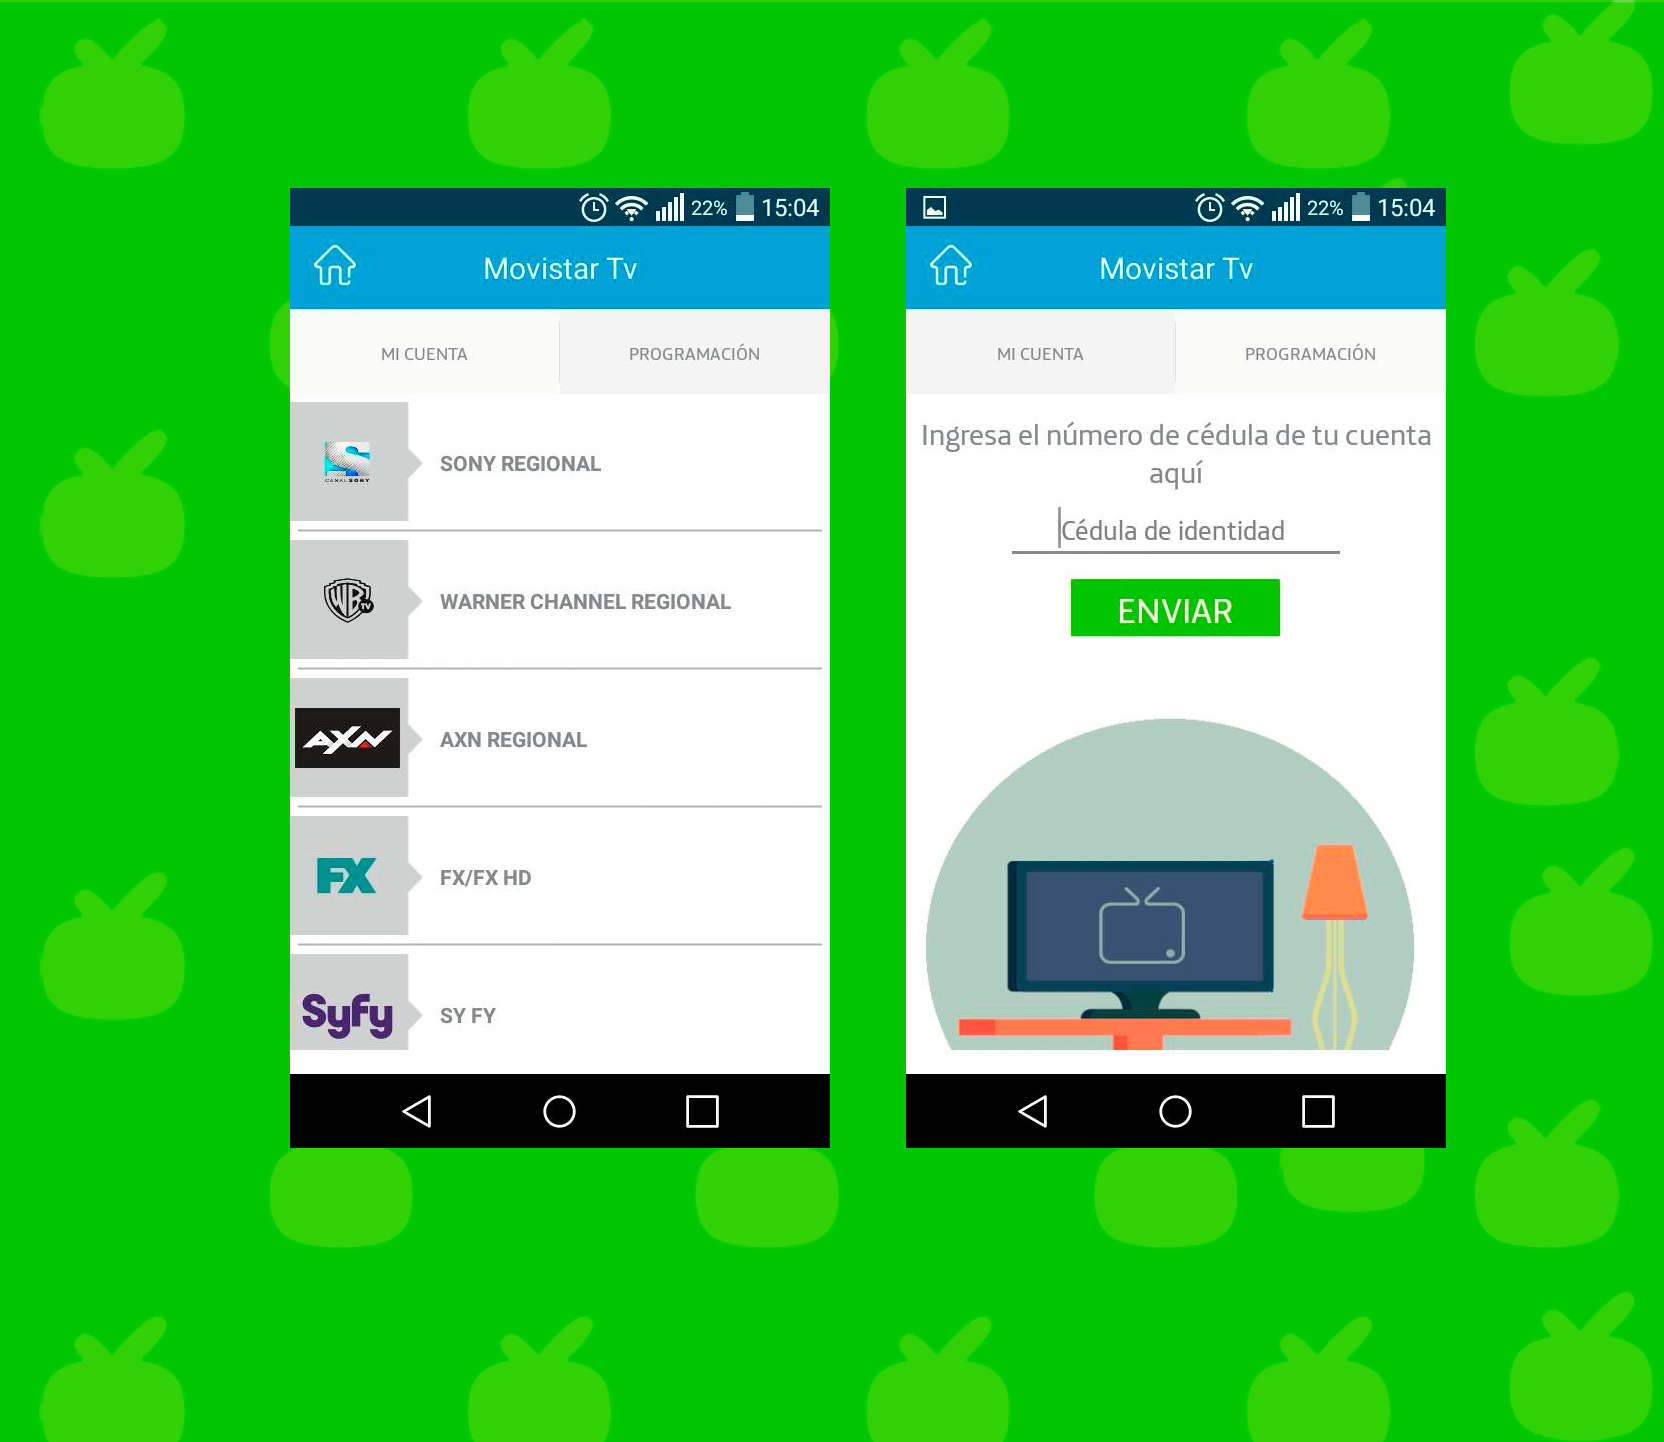 22% 15:04
Movistar Tv
MI CUENTA PROGRAMACIÓN
CANAL SONY
SONY REGIONAL
WB TV
WARNER CHANNEL REGIONAL
AXN
AXN REGIONAL
FX
FX/FX HD
Syfy
SY FY
22% 15:04
Movistar Tv
MI CUENTA PROGRAMACIÓN
Ingresa el número de cédula de tu cuenta
aquí
Cédula de identidad
ENVIAR